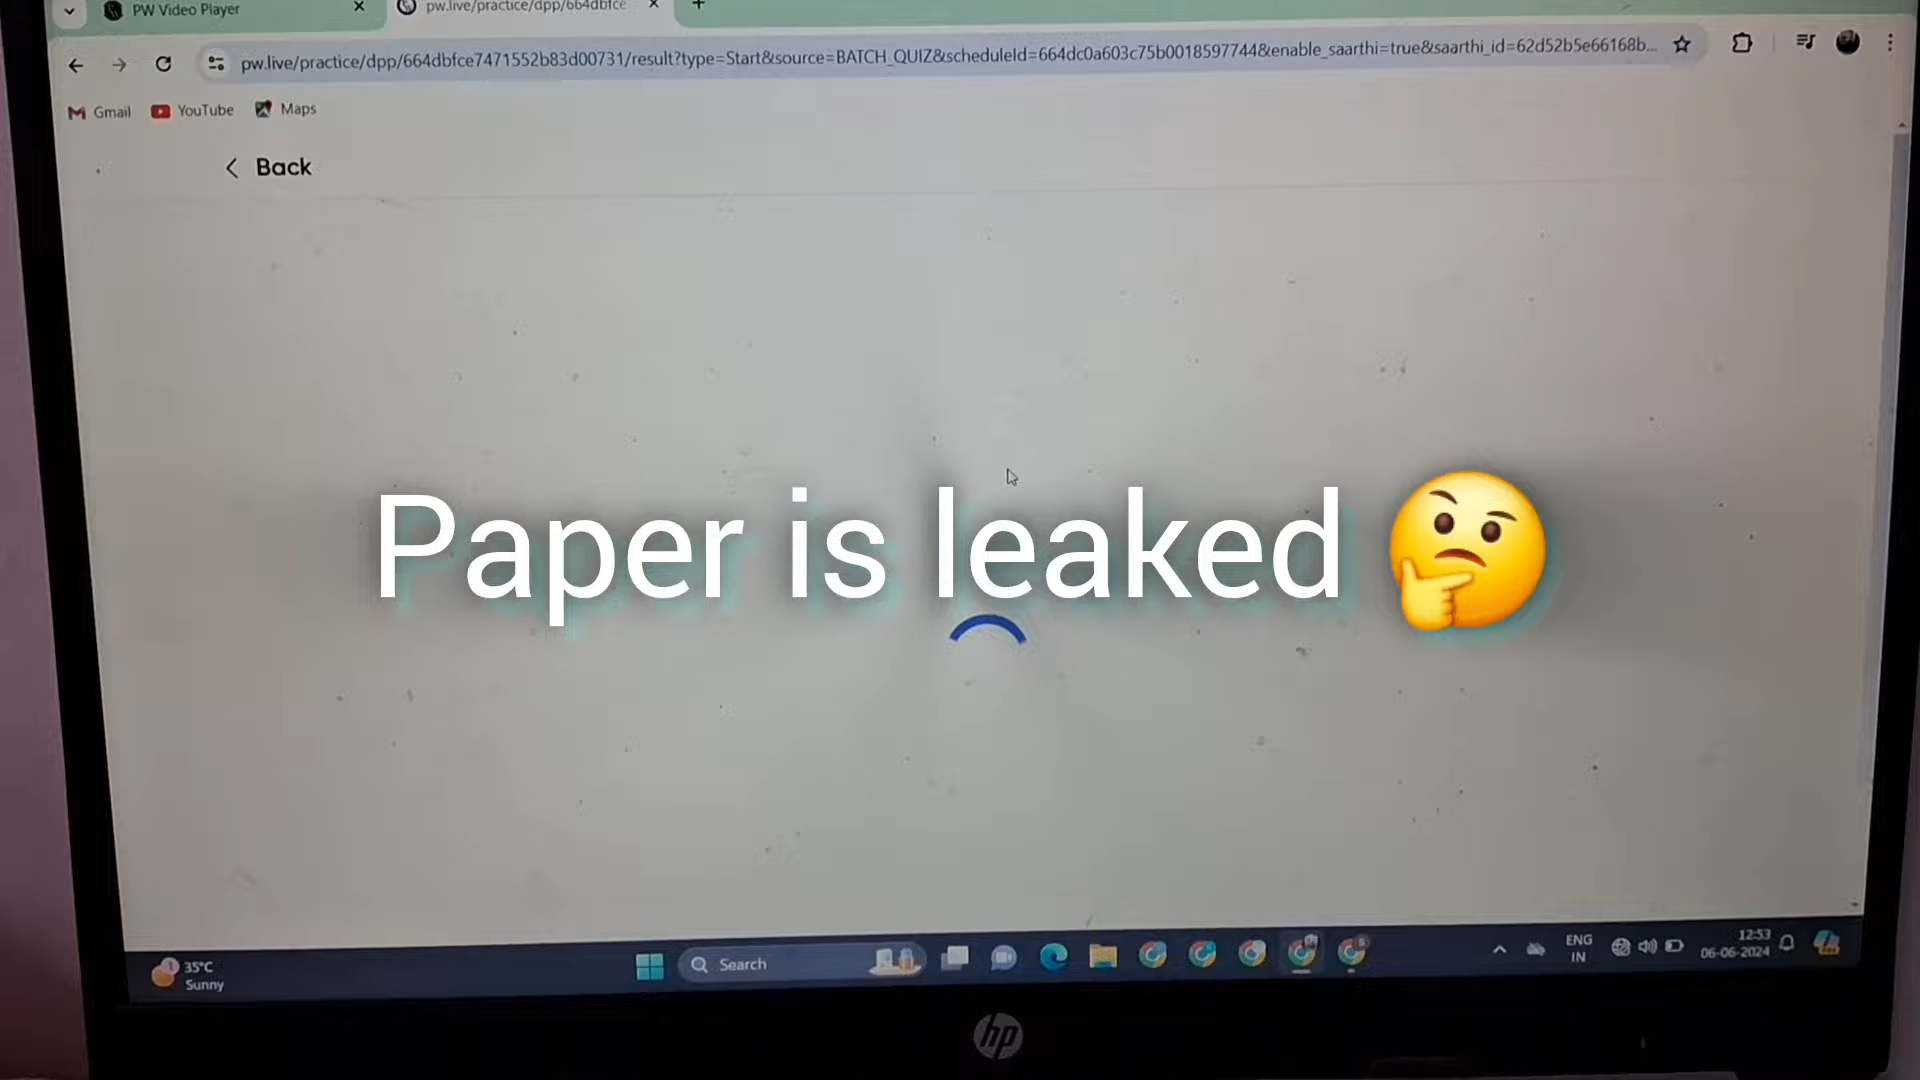 PW Video Player
pw.live/practice/dpp/664dbfce
pw.live/practice/dpp/664dbfce7471552b83d00731/result?type=Start&source=BATCH_QUIZ&scheduleId=664dc0a603c75b0018597744&enable_saarthi=true&saarthi_id=62d52b5e66168b...
Gmail YouTube Maps
Back
Paper is leaked 🤔
35°C
Sunny
Search
ENG
IN
12:53
06-06-2024
hp